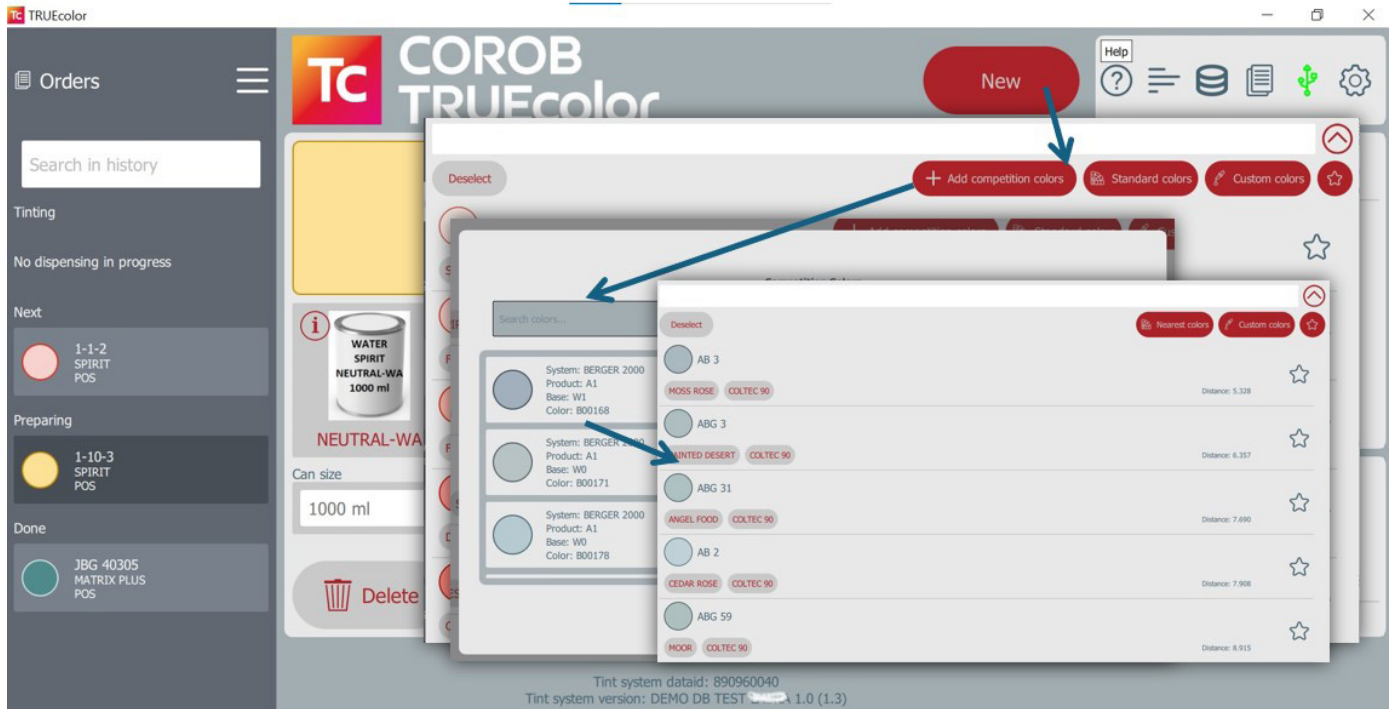 Tc TRUEcolor
Orders
Search in history
Tinting
No dispensing in progress
Next
1-1-2
SPIRIT
POS
Preparing
1-10-3
SPIRIT
POS
Done
JBG 40305
MATRIX PLUS
POS
Tc COROB
TRUEcolor
New
Help
WATER
SPIRIT
NEUTRAL-WA
1000 ml
NEUTRAL-WA
Can size
1000 ml
Delete
Deselect
+ Add competition colors
Standard colors
Custom colors
Search colors...
System: BERGER 2000
Product: A1
Base: W1
Color: B00168
System: BERGER 2000
Product: A1
Base: W0
Color: B00171
System: BERGER 2000
Product: A1
Base: W0
Color: B00178
Deselect
Nearest colors
Custom colors
AB 3
MOSS ROSE COLTEC 90
Distance: 5.328
ABG 3
PAINTED DESERT COLTEC 90
Distance: 6.357
ABG 31
ANGEL FOOD COLTEC 90
Distance: 7.690
AB 2
CEDAR ROSE COLTEC 90
Distance: 7.908
ABG 59
MOOR COLTEC 90
Distance: 8.915
Tint system dataid: 890960040
Tint system version: DEMO DB TEST 1.0 (1.3)